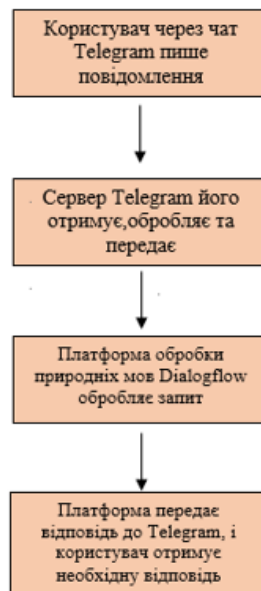 Користувач через чат
Telegram пише
повідомлення
Сервер Telegram його
отримує,обробляє та
передає
Платформа обробки
природніх мов Dialogflow
обробляє запит
Платформа передає
відповідь до Telegram, і
користувач отримує
необхідну відповідь